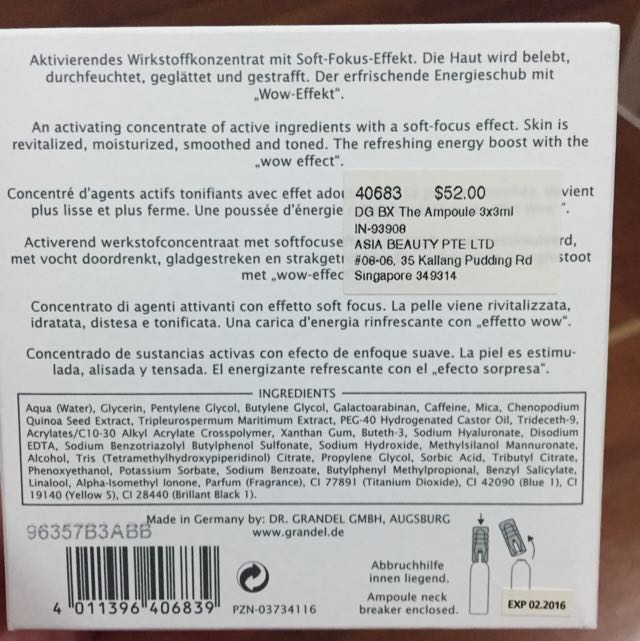 Aktivierendes Wirkstoffkonzentrat mit Soft-Fokus-Effekt. Die Haut wird belebt,
durchfeuchtet, geglättet und gestrafft. Der erfrischende Energieschub mit
„Wow-Effekt“.
An activating concentrate of active ingredients with a soft-focus effect. Skin is
revitalized, moisturized, smoothed and toned. The refreshing energy boost with the
„wow effect“.
Concentré d'agents actifs tonifiants avec effet
vient
plus lisse et plus ferme. Une poussée d'énergie
“.
Activerend werkstofconcentraat met softfocuse
rd,
met vocht doordrenkt, gladgestreken en
stoot
met „wow-effec
40683 $52.00
DG BX The Ampoule 3x3ml
IN-93908
ASIA BEAUTY PTE LTD
#08-06, 35 Kallang Pudding Rd
Singapore 349314
Concentrato di agenti attivanti con effetto soft focus. La pelle viene rivitalizzata,
idratata, distesa e tonificata. Una carica d'energia rinfrescante con „effetto wow“.
Concentrado de sustancias activas con efecto de enfoque suave. La piel es estimu-
lada, alisada y tensada. El energizante refrescante con el „efecto sorpresa“.
INGREDIENTS
Aqua (Water), Glycerin, Pentylene Glycol, Butylene Glycol, Galactoarabinan, Caffeine, Mica, Chenopodium
Quinoa Seed Extract, Tripleurospermum Maritimum Extract, PEG-40 Hydrogenated Castor Oil, Trideceth-9,
Acrylates/C10-30 Alkyl Acrylate Crosspolymer, Xanthan Gum, Buteth-3, Sodium Hyaluronate, Disodium
EDTA, Sodium Benzotriazolyl Butylphenol Sulfonate, Sodium Hydroxide, Methylsilanol Mannuronate,
Alcohol, Tris (Tetramethylhydroxypiperidinol) Citrate, Propylene Glycol, Sorbic Acid, Tributyl Citrate,
Phenoxyethanol, Potassium Sorbate, Sodium Benzoate, Butylphenyl Methylpropional, Benzyl Salicylate,
Linalool, Alpha-Isomethyl Ionone, Parfum (Fragrance), CI 77891 (Titanium Dioxide), CI 42090 (Blue 1), CI
19140 (Yellow 5), CI 28440 (Brillant Black 1).
96357B3ABB
Made in Germany by: DR. GRANDEL GMBH, AUGSBURG
www.grandel.de
4 011396 406839
PZN-03734116
Abbruchhilfe
innen liegend.
Ampoule neck
breaker enclosed.
EXP 02.2016